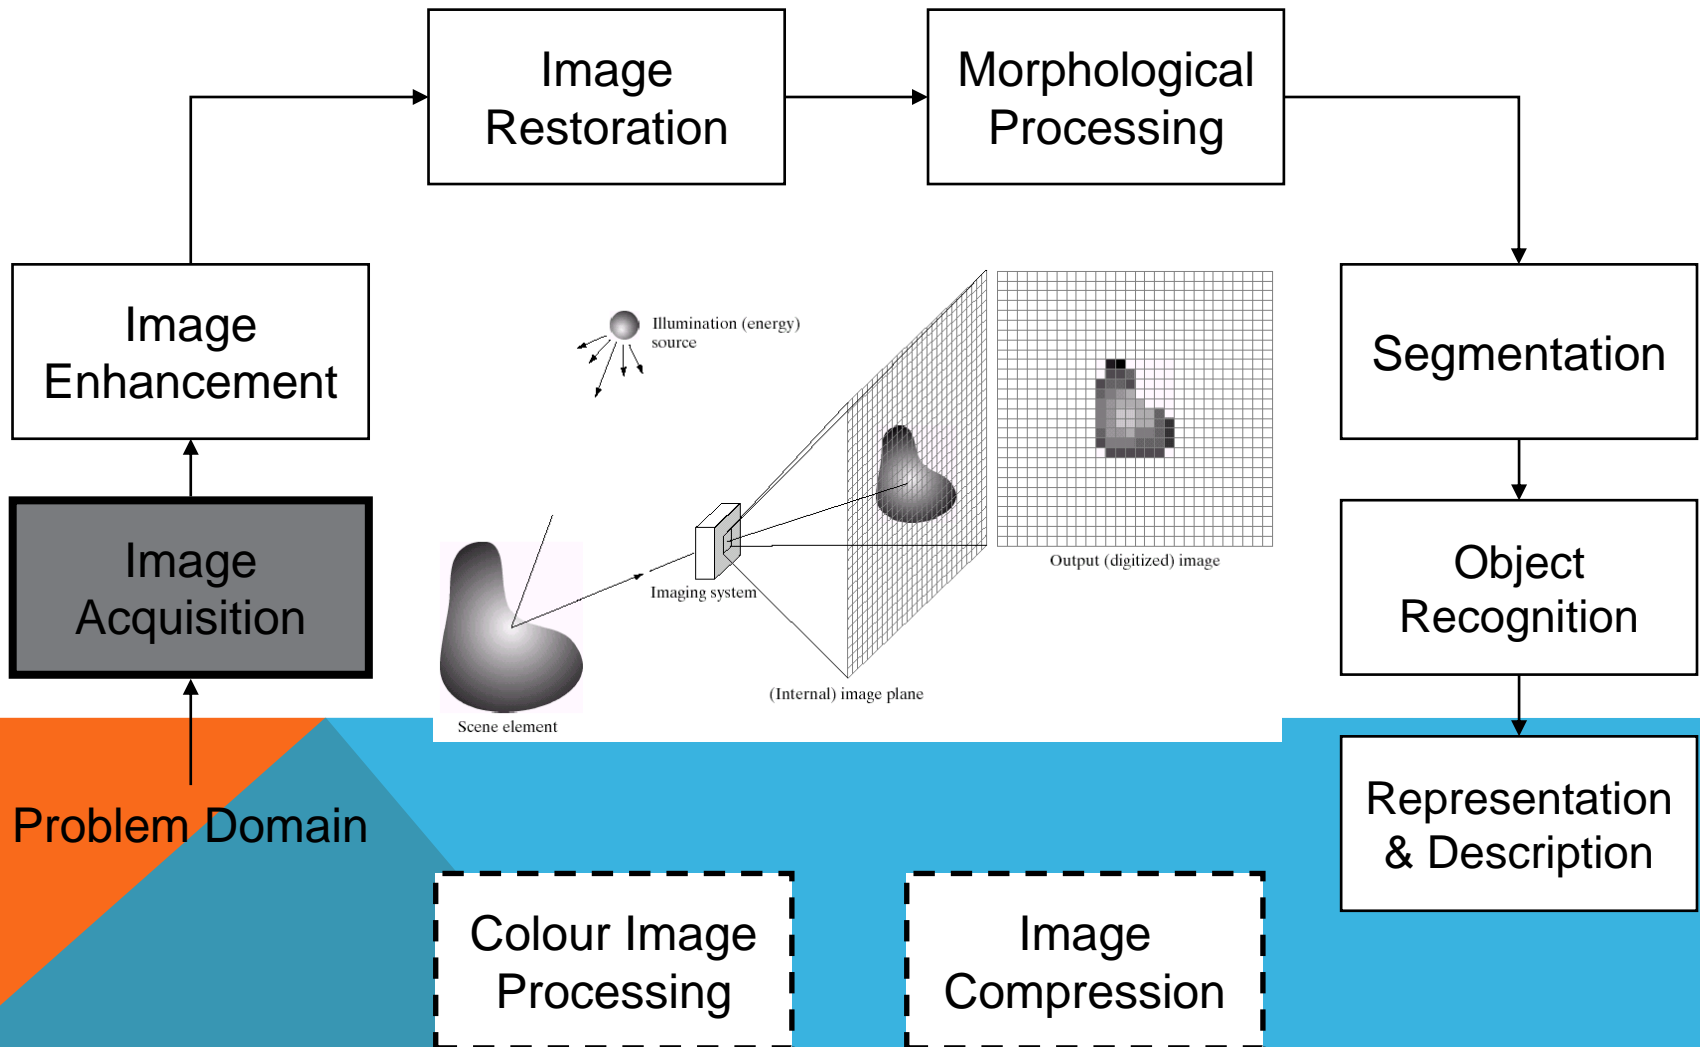 Image
Restoration
Morphological
Processing
Image
Enhancement
Illumination (energy)
source
Segmentation
Image
Acquisition
Imaging system
Output (digitized) image
Object
Recognition
(Internal) image plane
Scene element
Problem Domain
Representation
& Description
Colour Image
Processing
Image
Compression